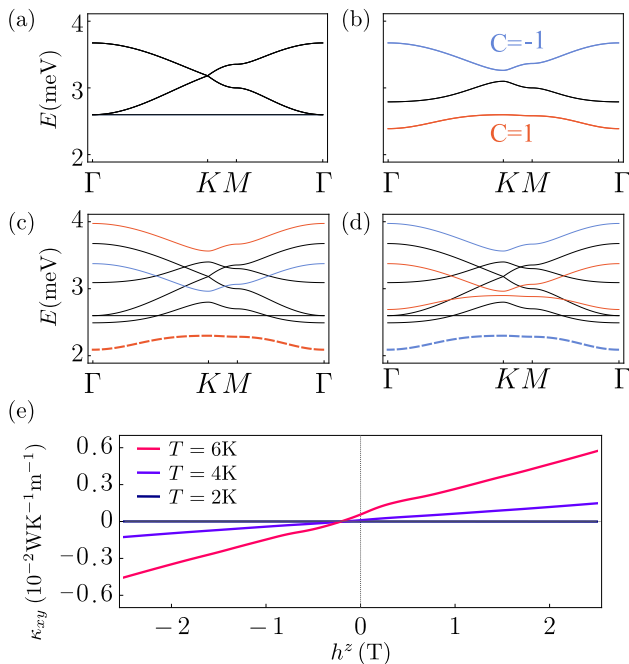 (a)
4
3
2
E(meV)
Γ
K
M
Γ
(b)
C=-1
C=1
Γ
K
M
Γ
(c)
4
3
2
E(meV)
Γ
K
M
Γ
(d)
Γ
K
M
Γ
(e)
κxy (10⁻²WK⁻¹m⁻¹)
0.6
0.3
0
−0.3
−0.6
T = 6K
T = 4K
T = 2K
−2
−1
0
1
2
hᶻ (T)